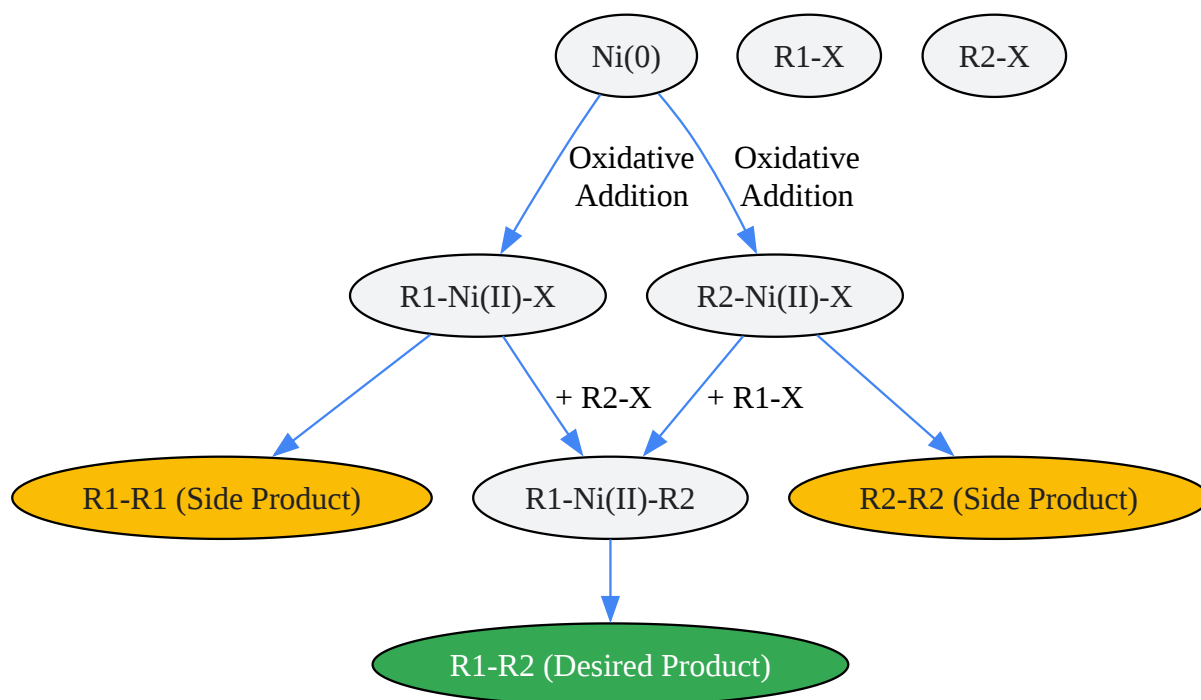 Ni(0)
R1-X
R2-X
Oxidative
Addition
Oxidative
Addition
R1-Ni(II)-X
R2-Ni(II)-X
+ R2-X
+ R1-X
R1-R1 (Side Product)
R1-Ni(II)-R2
R2-R2 (Side Product)
R1-R2 (Desired Product)